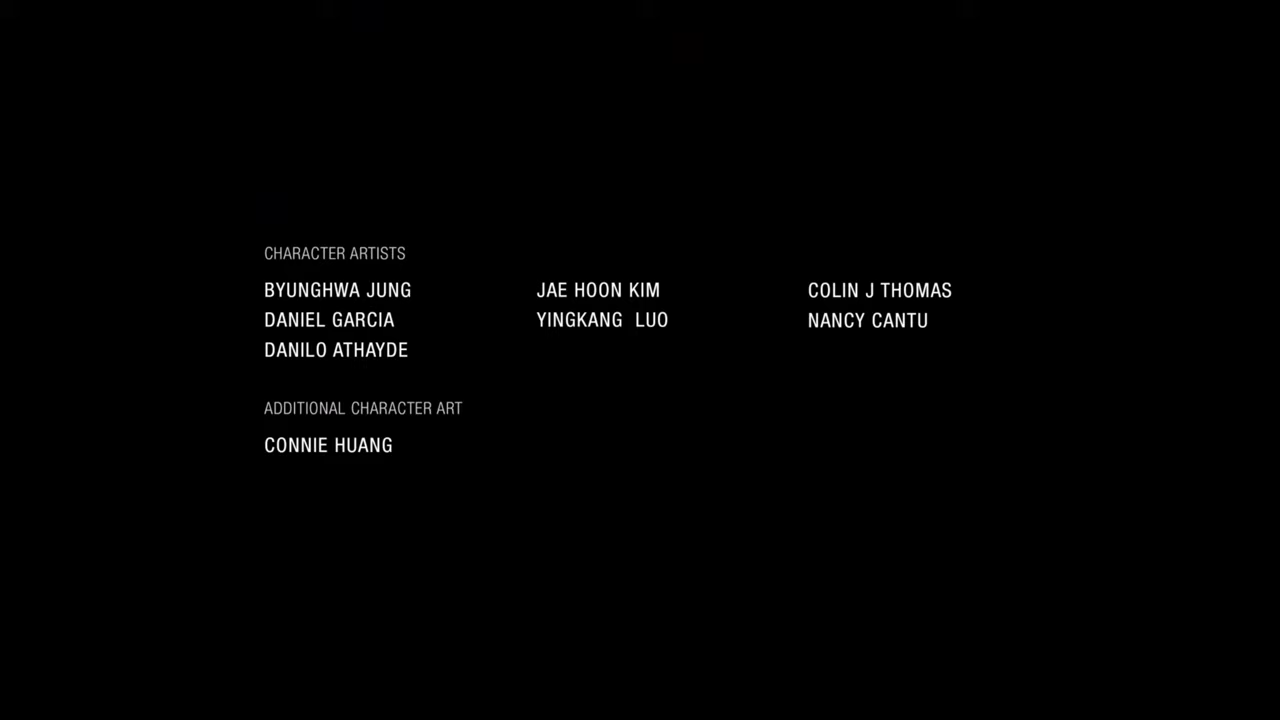 CHARACTER ARTISTS
BYUNGHWA JUNG JAE HOON KIM COLIN J THOMAS
DANIEL GARCIA YINGKANG LUO NANCY CANTU
DANILO ATHAYDE
ADDITIONAL CHARACTER ART
CONNIE HUANG